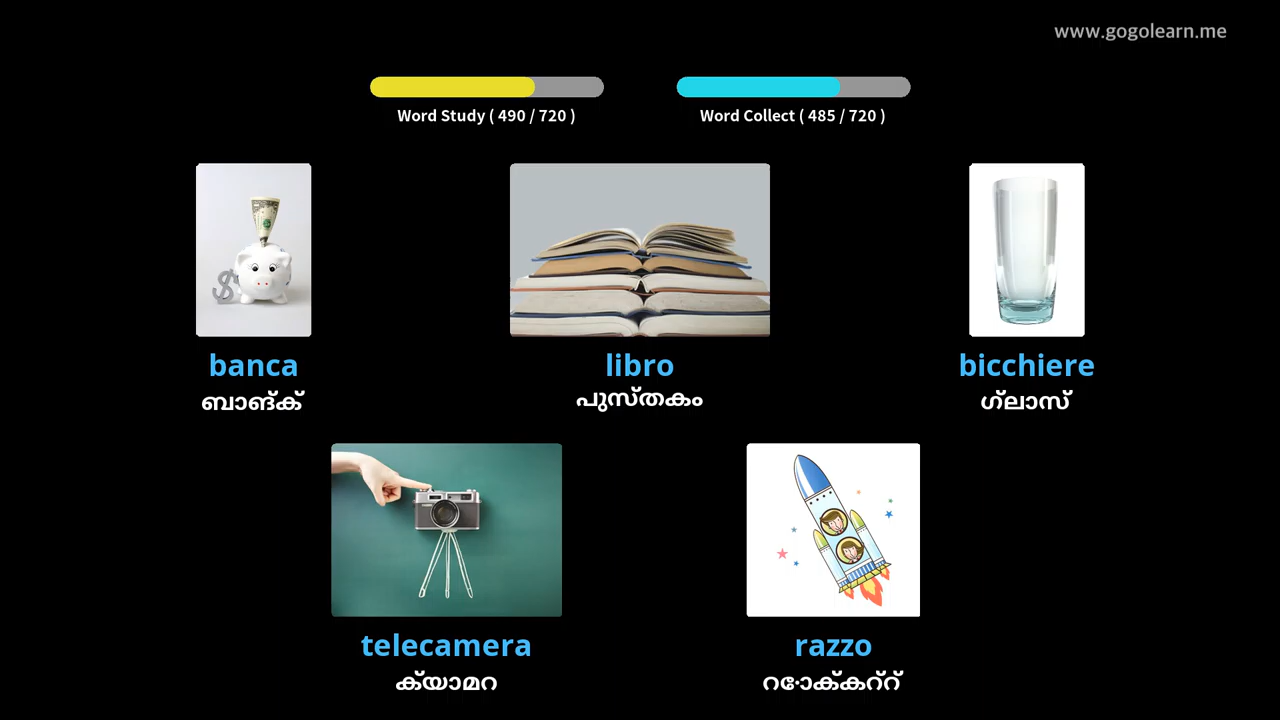 www.gogolearn.me
Word Study ( 490 / 720 )
Word Collect ( 485 / 720 )
banca
ബാങ്ക്
libro
പുസ്തകം
bicchiere
ഗ്ലാസ്
telecamera
ക്യാമറ
razzo
റോക്കറ്റ്